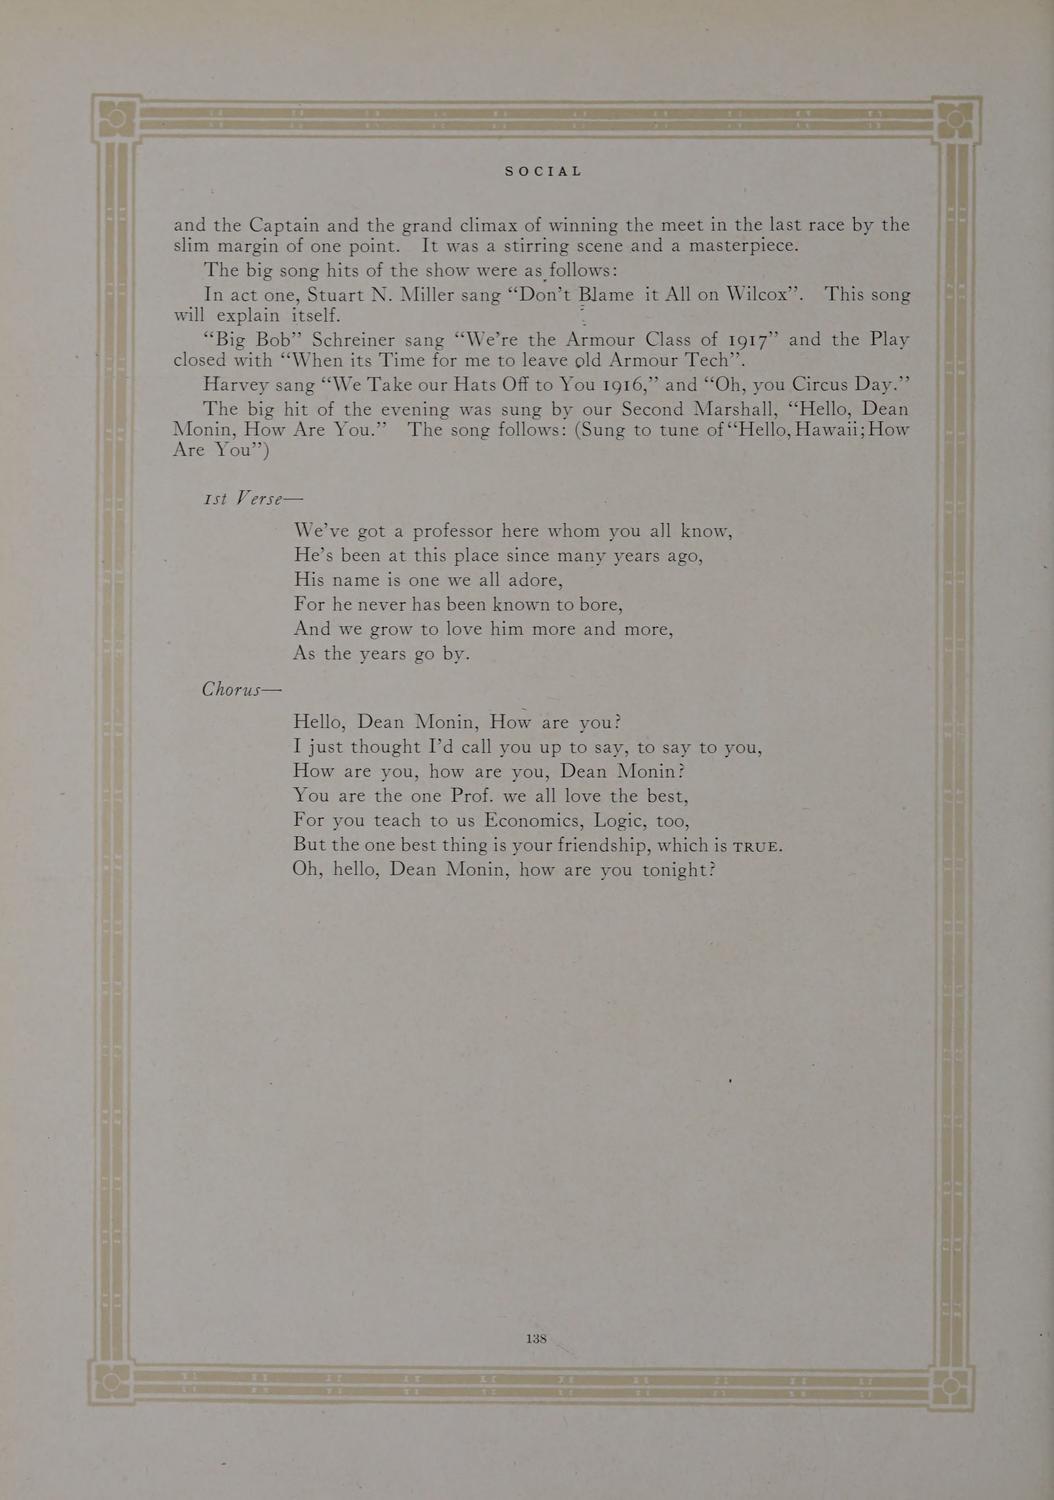 SOCIAL
and the Captain and the grand climax of winning the meet in the last race by the
slim margin of one point. It was a stirring scene and a masterpiece.
The big song hits of the show were as follows:
In act one, Stuart N. Miller sang “Don’t Blame it All on Wilcox”. This song
will explain itself.
“Big Bob” Schreiner sang “We’re the Armour Class of 1917” and the Play
closed with “When its Time for me to leave old Armour Tech”.
Harvey sang “We Take our Hats Off to You 1916,” and “Oh, you Circus Day.”
The big hit of the evening was sung by our Second Marshall, “Hello, Dean
Monin, How Are You.” The song follows: (Sung to tune of “Hello, Hawaii; How
Are You”)
1st Verse—
We’ve got a professor here whom you all know,
He’s been at this place since many years ago,
His name is one we all adore,
For he never has been known to bore,
And we grow to love him more and more,
As the years go by.
Chorus—
Hello, Dean Monin, How are you?
I just thought I’d call you up to say, to say to you,
How are you, how are you, Dean Monin?
You are the one Prof. we all love the best,
For you teach to us Economics, Logic, too,
But the one best thing is your friendship, which is TRUE.
Oh, hello, Dean Monin, how are you tonight?
138